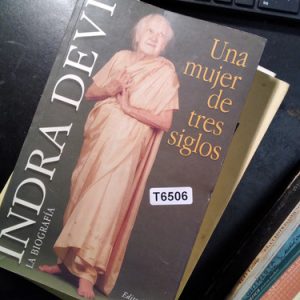 INDRA DEVI
LA BIOGRAFÍA
Una
mujer
de
tres
siglos
T6506